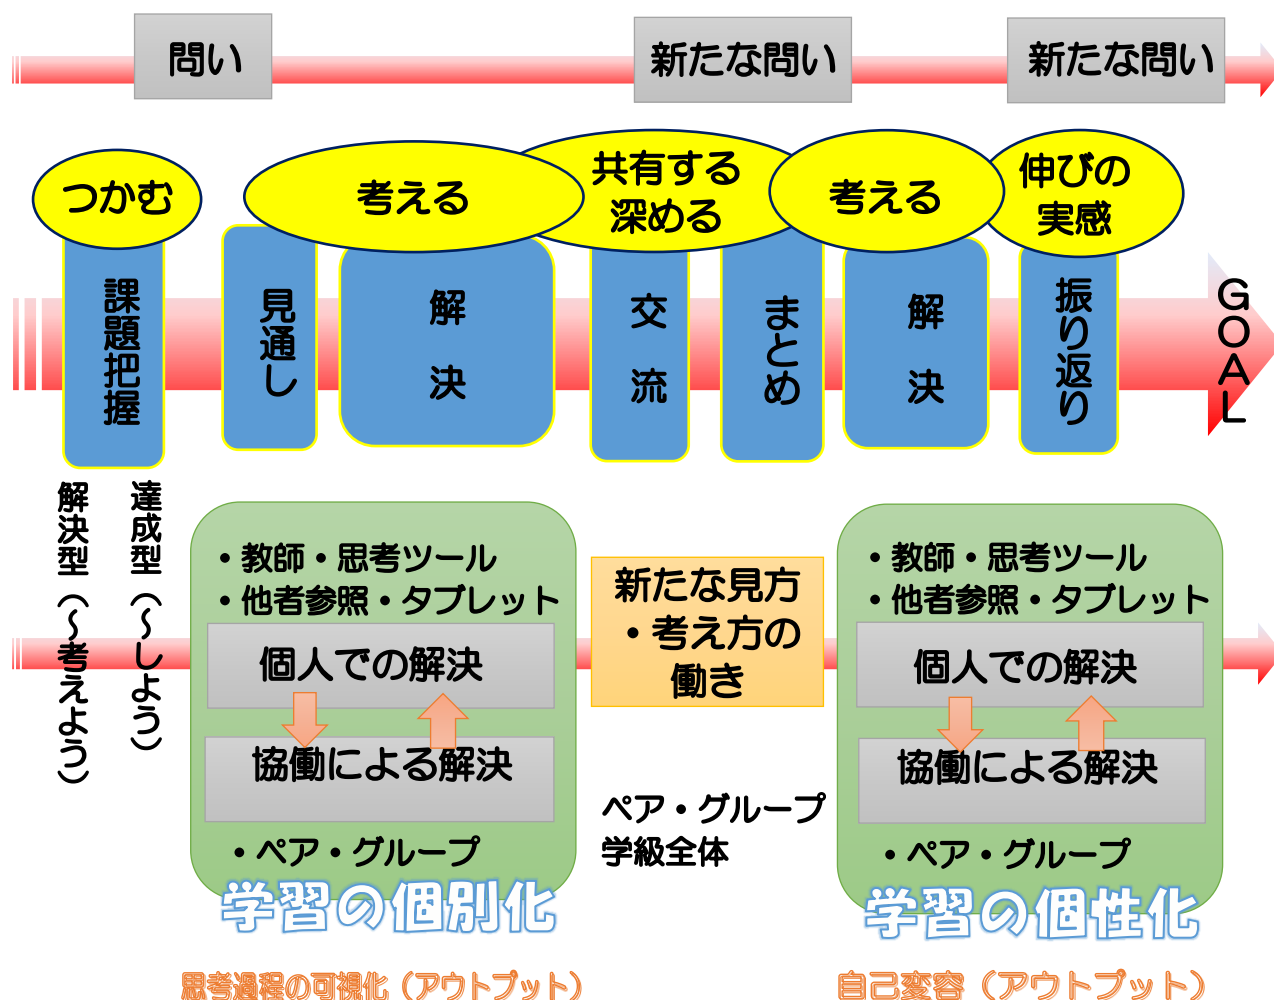 問い
新たな問い
新たな問い
つかむ
考える
共有する
深める
考える
伸びの
実感
課題把握
見通し
解決
交流
まとめ
解決
振り返り
GOAL
達成型（～しよう）
解決型（～考えよう）
・教師・思考ツール
・他者参照・タブレット
個人での解決
協働による解決
・ペア・グループ
学習の個別化
思考過程の可視化（アウトプット）
新たな見方
・考え方の
働き
ペア・グループ
学級全体
・教師・思考ツール
・他者参照・タブレット
個人での解決
協働による解決
・ペア・グループ
学習の個性化
自己変容（アウトプット）